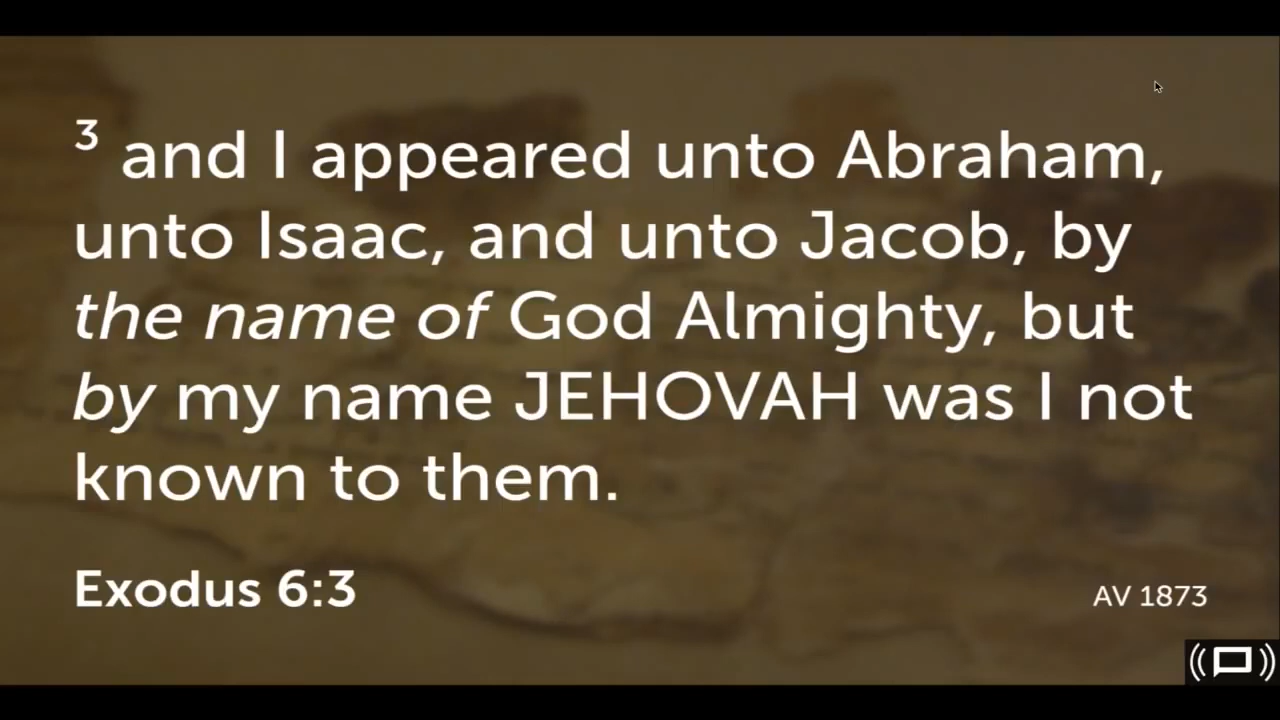 3 and I appeared unto Abraham,
unto Isaac, and unto Jacob, by
the name of God Almighty, but
by my name JEHOVAH was I not
known to them.
Exodus 6:3
AV 1873